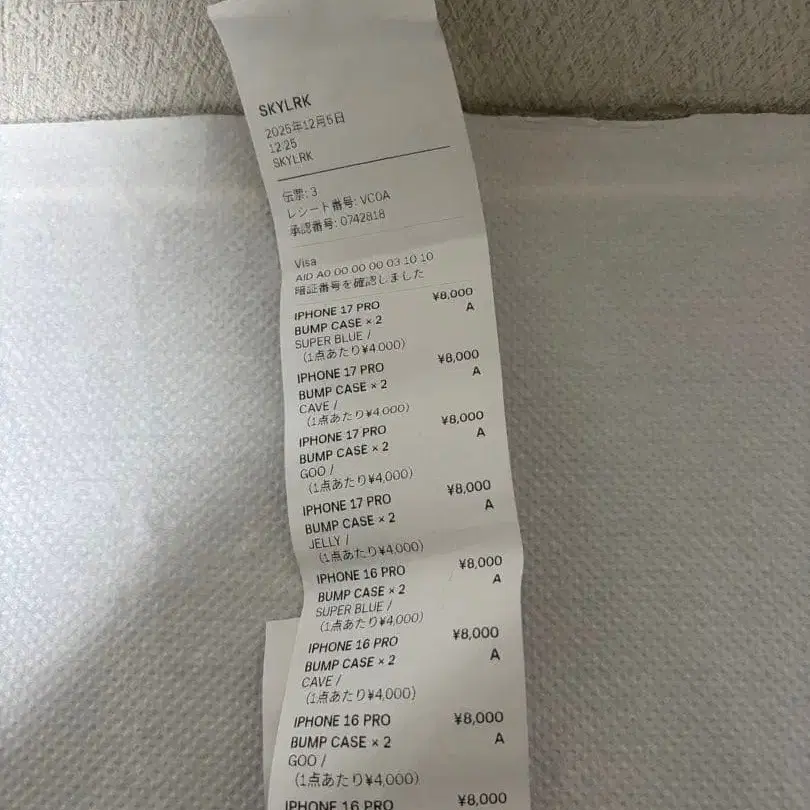 SKYLRK
2025年12月5日
12:25
SKYLRK
伝票: 3
レシート番号: VC0A
承認番号: 0742818
Visa
AID A0 00 00 00 03 10 10
暗証番号を確認しました
IPHONE 17 PRO ¥8,000
BUMP CASE × 2 A
SUPER BLUE /
(1点あたり¥4,000)
IPHONE 17 PRO ¥8,000
BUMP CASE × 2 A
CAVE /
(1点あたり¥4,000)
IPHONE 17 PRO ¥8,000
BUMP CASE × 2 A
GOO /
(1点あたり¥4,000)
IPHONE 17 PRO ¥8,000
BUMP CASE × 2 A
JELLY /
(1点あたり¥4,000)
IPHONE 16 PRO ¥8,000
BUMP CASE × 2 A
SUPER BLUE /
(1点あたり¥4,000)
IPHONE 16 PRO ¥8,000
BUMP CASE × 2 A
CAVE /
(1点あたり¥4,000)
IPHONE 16 PRO ¥8,000
BUMP CASE × 2 A
GOO /
(1点あたり¥4,000)
IPHONE 16 PRO ¥8,000